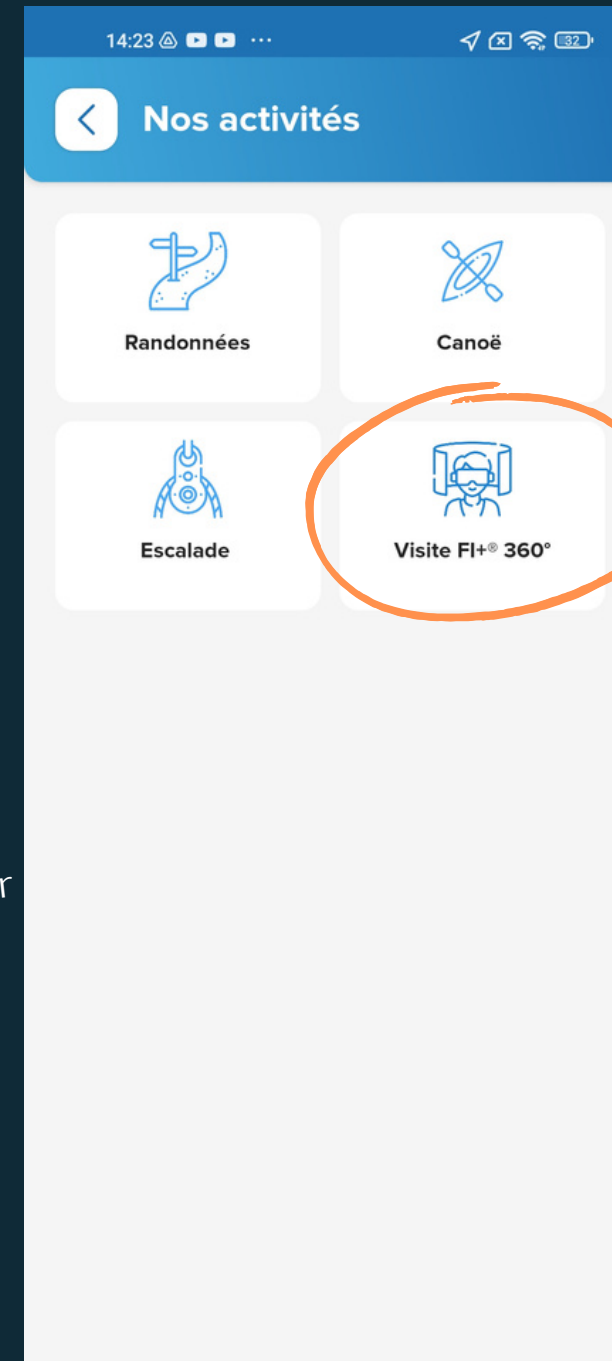 14:23
32
Nos activités
Randonnées
Canoë
Escalade
Visite FI+® 360°
r